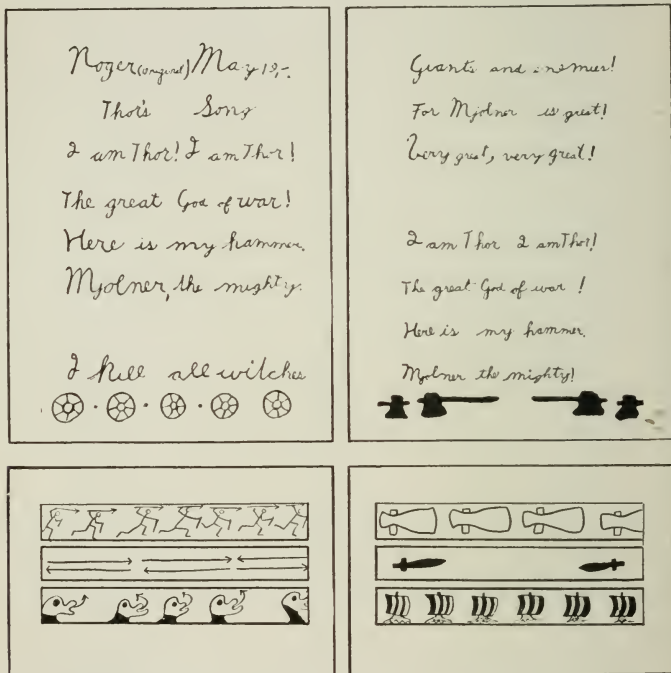 Roger (original) May 19,-.
Thor's Song
I am Thor! I am Thor!
The great God of war!
Here is my hammer.
Mjolner, the mighty.
I kill all witches
Giants and enemies!
For Mjolner is great!
Very great, very great!
I am Thor I am Thor!
The great God of war!
Here is my hammer.
Mjolner the mighty!